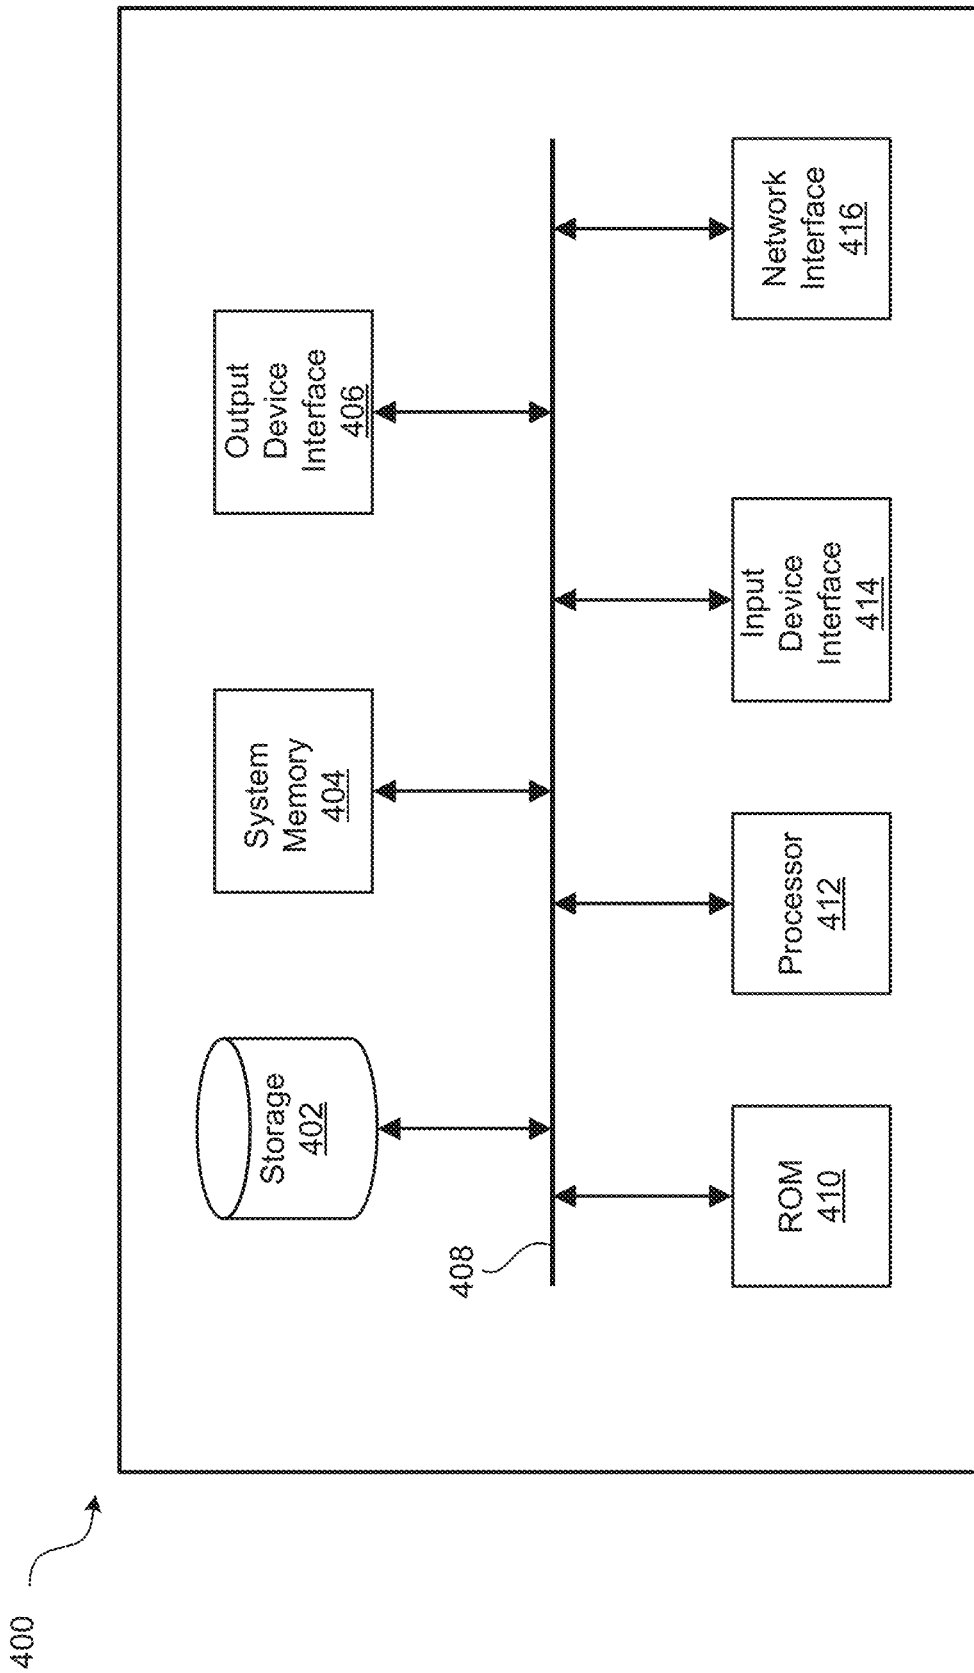 400
Storage
402
System
Memory
404
Output
Device
Interface
406
408
ROM
410
Processor
412
Input
Device
Interface
414
Network
Interface
416